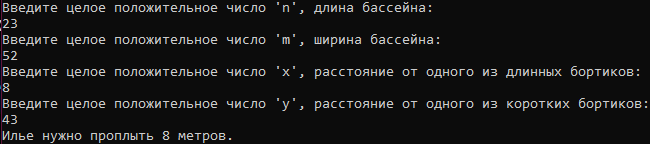 Введите целое положительное число 'n', длина бассейна:
23
Введите целое положительное число 'm', ширина бассейна:
52
Введите целое положительное число 'x', расстояние от одного из длинных бортиков:
8
Введите целое положительное число 'y', расстояние от одного из коротких бортиков:
43
Илье нужно проплыть 8 метров.